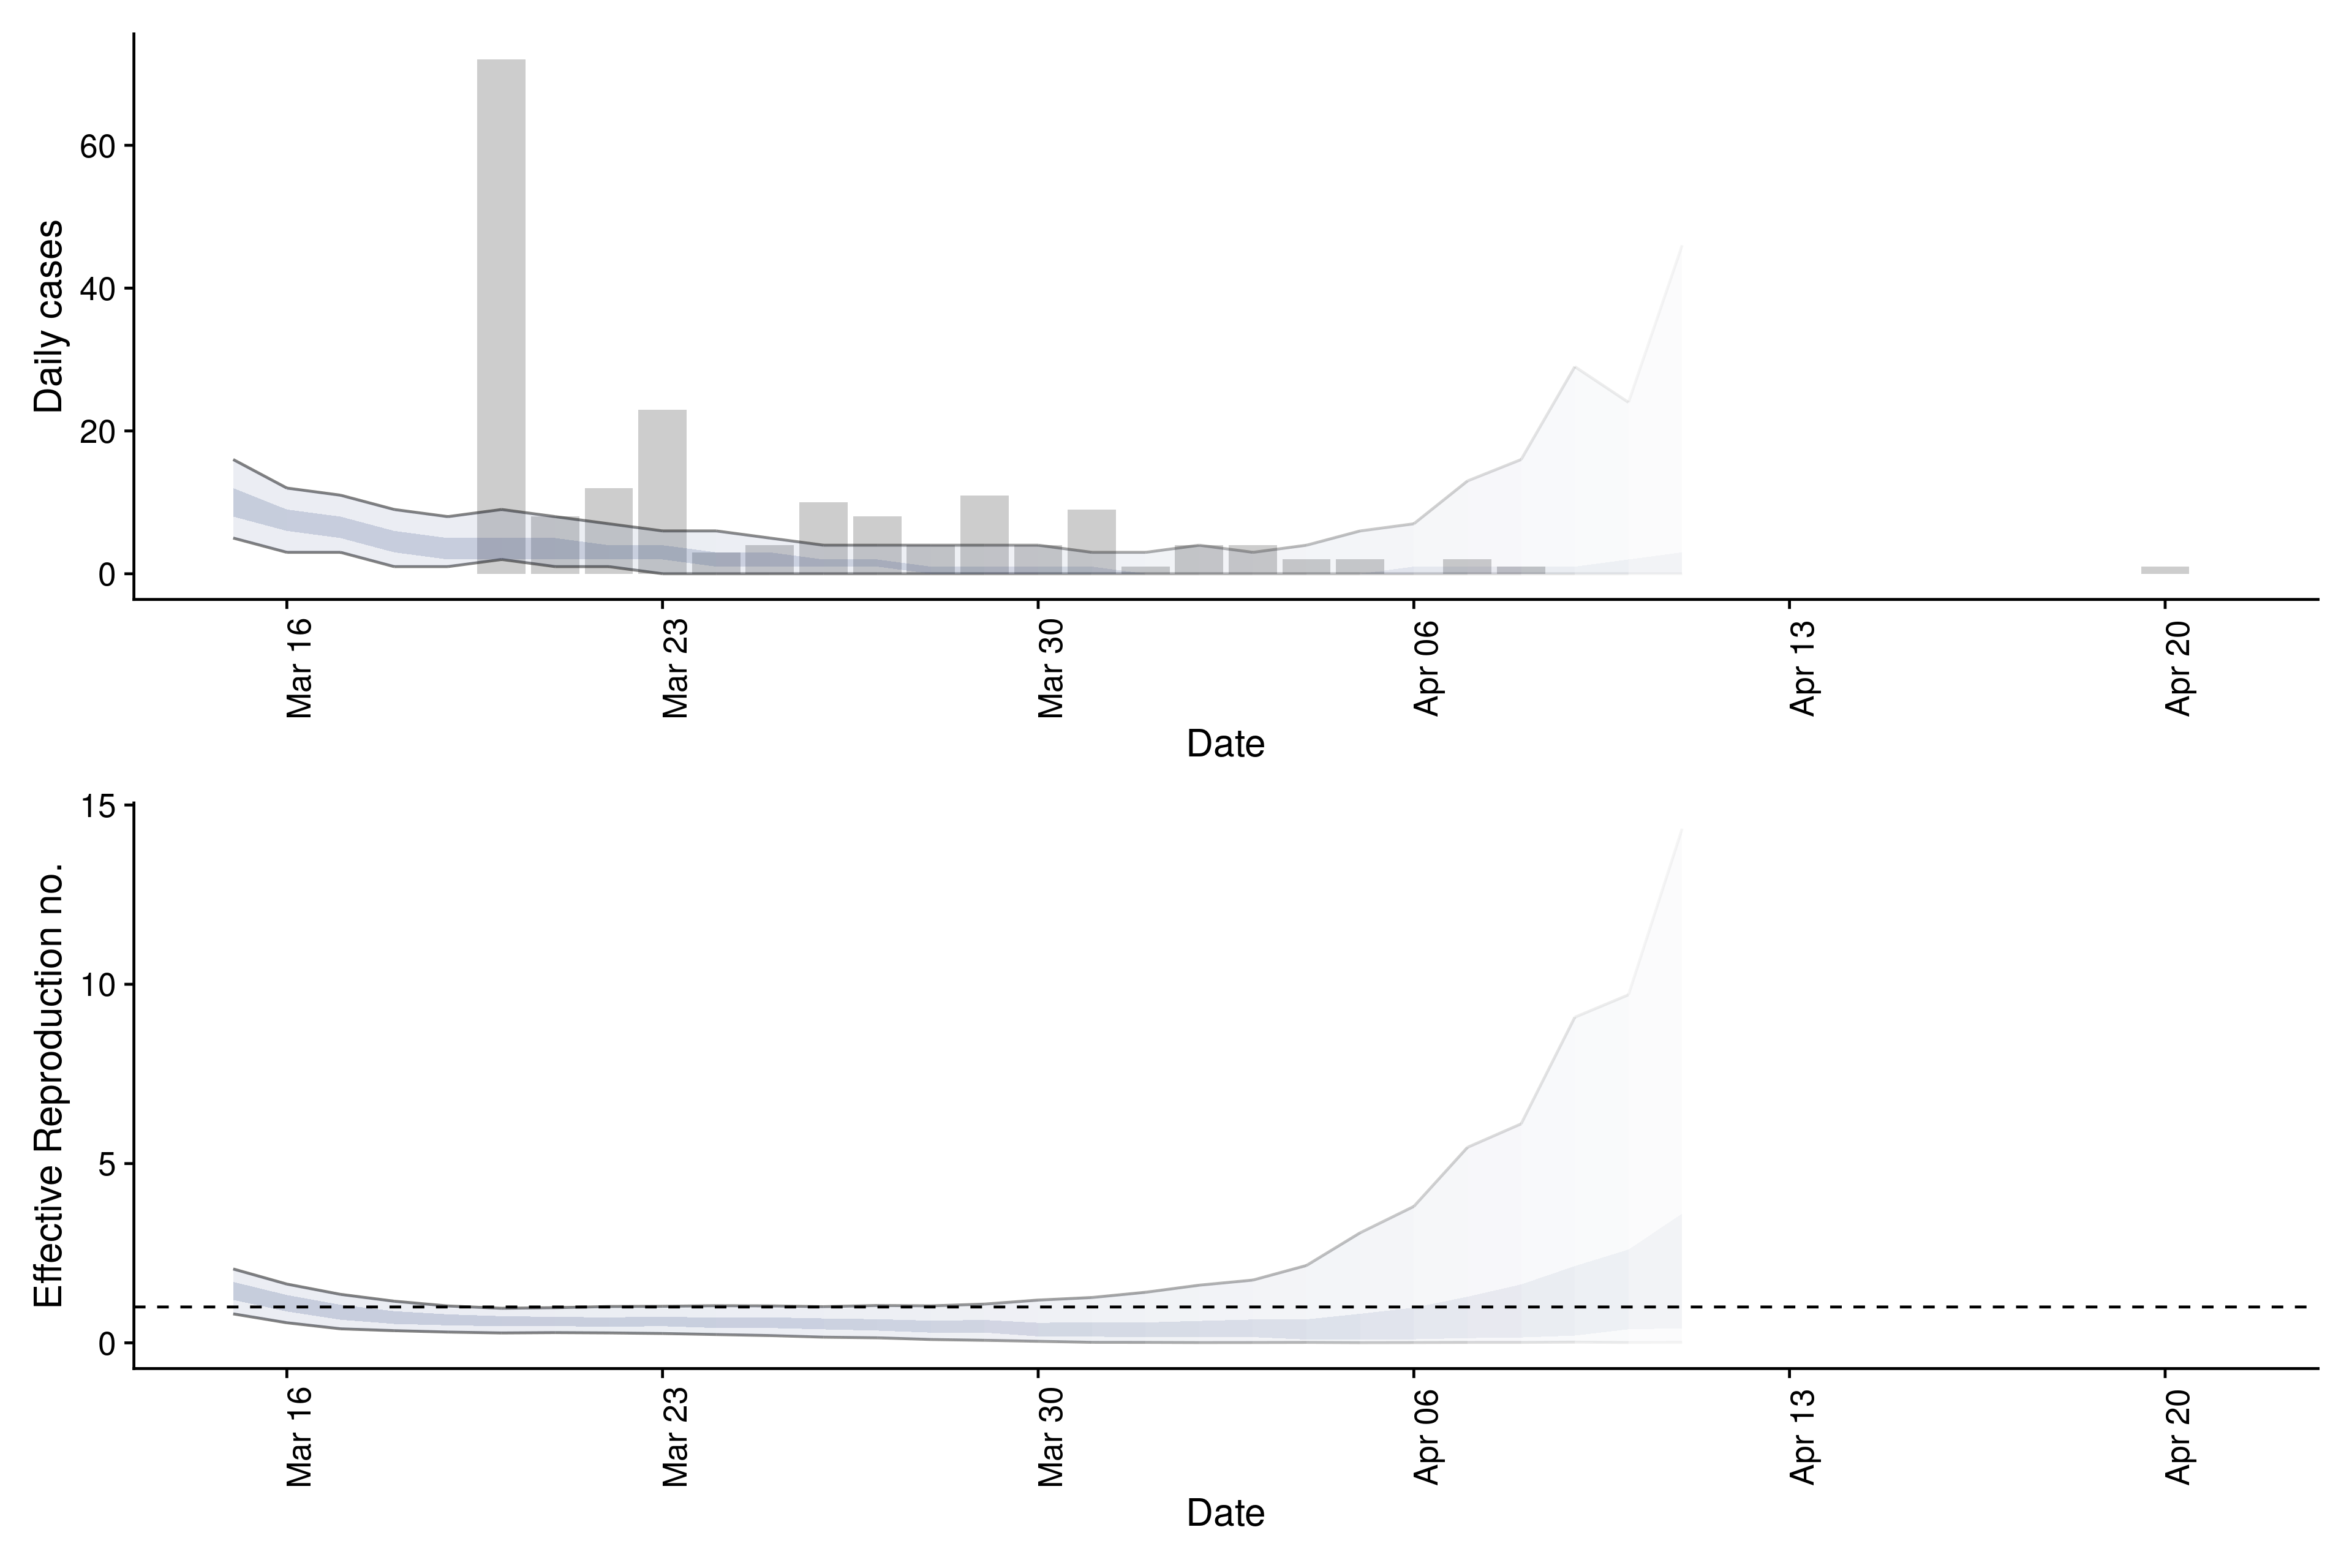 Daily cases
60
40
20
0
Mar 16
Mar 23
Mar 30
Apr 06
Apr 13
Apr 20
Date
Effective Reproduction no.
15
10
5
0
Mar 16
Mar 23
Mar 30
Apr 06
Apr 13
Apr 20
Date